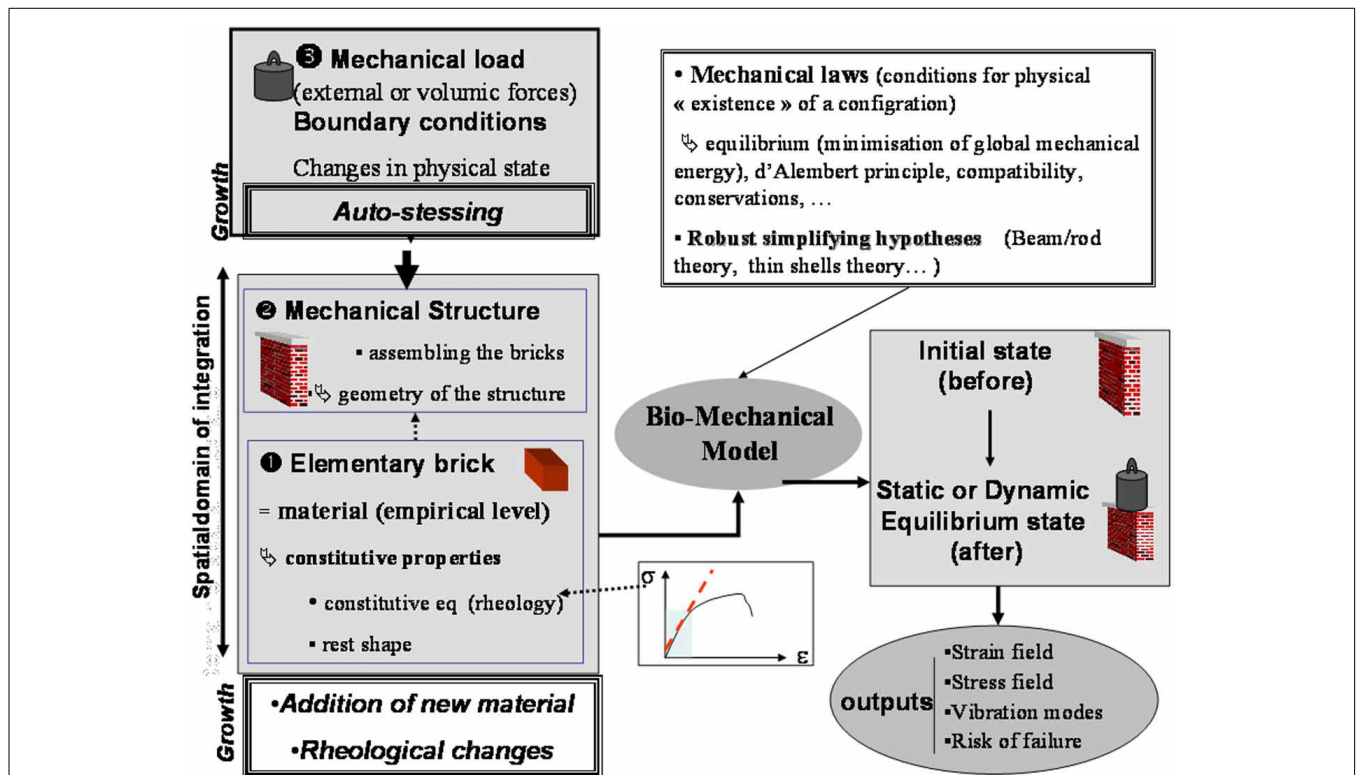 ❸ Mechanical load
(external or volumic forces)
Boundary conditions
Changes in physical state
Growth
Auto-stessing
• Mechanical laws (conditions for physical
« existence » of a configration)
↳ equilibrium (minimisation of global mechanical
energy), d'Alembert principle, compatibility,
conservations, …
▪ Robust simplifying hypotheses (Beam/rod
theory, thin shells theory… )
Spatialdomain of integration
❷ Mechanical Structure
▪ assembling the bricks
↳ geometry of the structure
❶ Elementary brick
= material (empirical level)
↳ constitutive properties
• constitutive eq (rheology)
▪ rest shape
Growth
•Addition of new material
•Rheological changes
σ
ε
Bio-Mechanical
Model
Initial state
(before)
Static or Dynamic
Equilibrium state
(after)
outputs
▪Strain field
▪Stress field
▪Vibration modes
▪Risk of failure